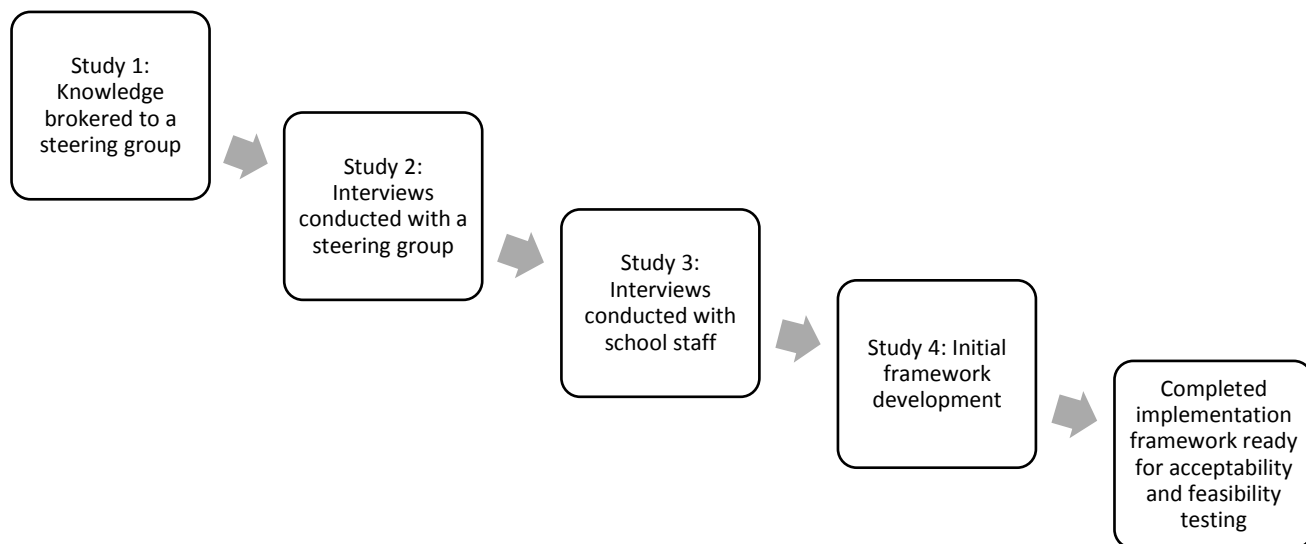 Study 1:
Knowledge
brokered to a
steering group
Study 2:
Interviews
conducted with a
steering group
Study 3:
Interviews
conducted with
school staff
Study 4: Initial
framework
development
Completed
implementation
framework ready
for acceptability
and feasibility
testing